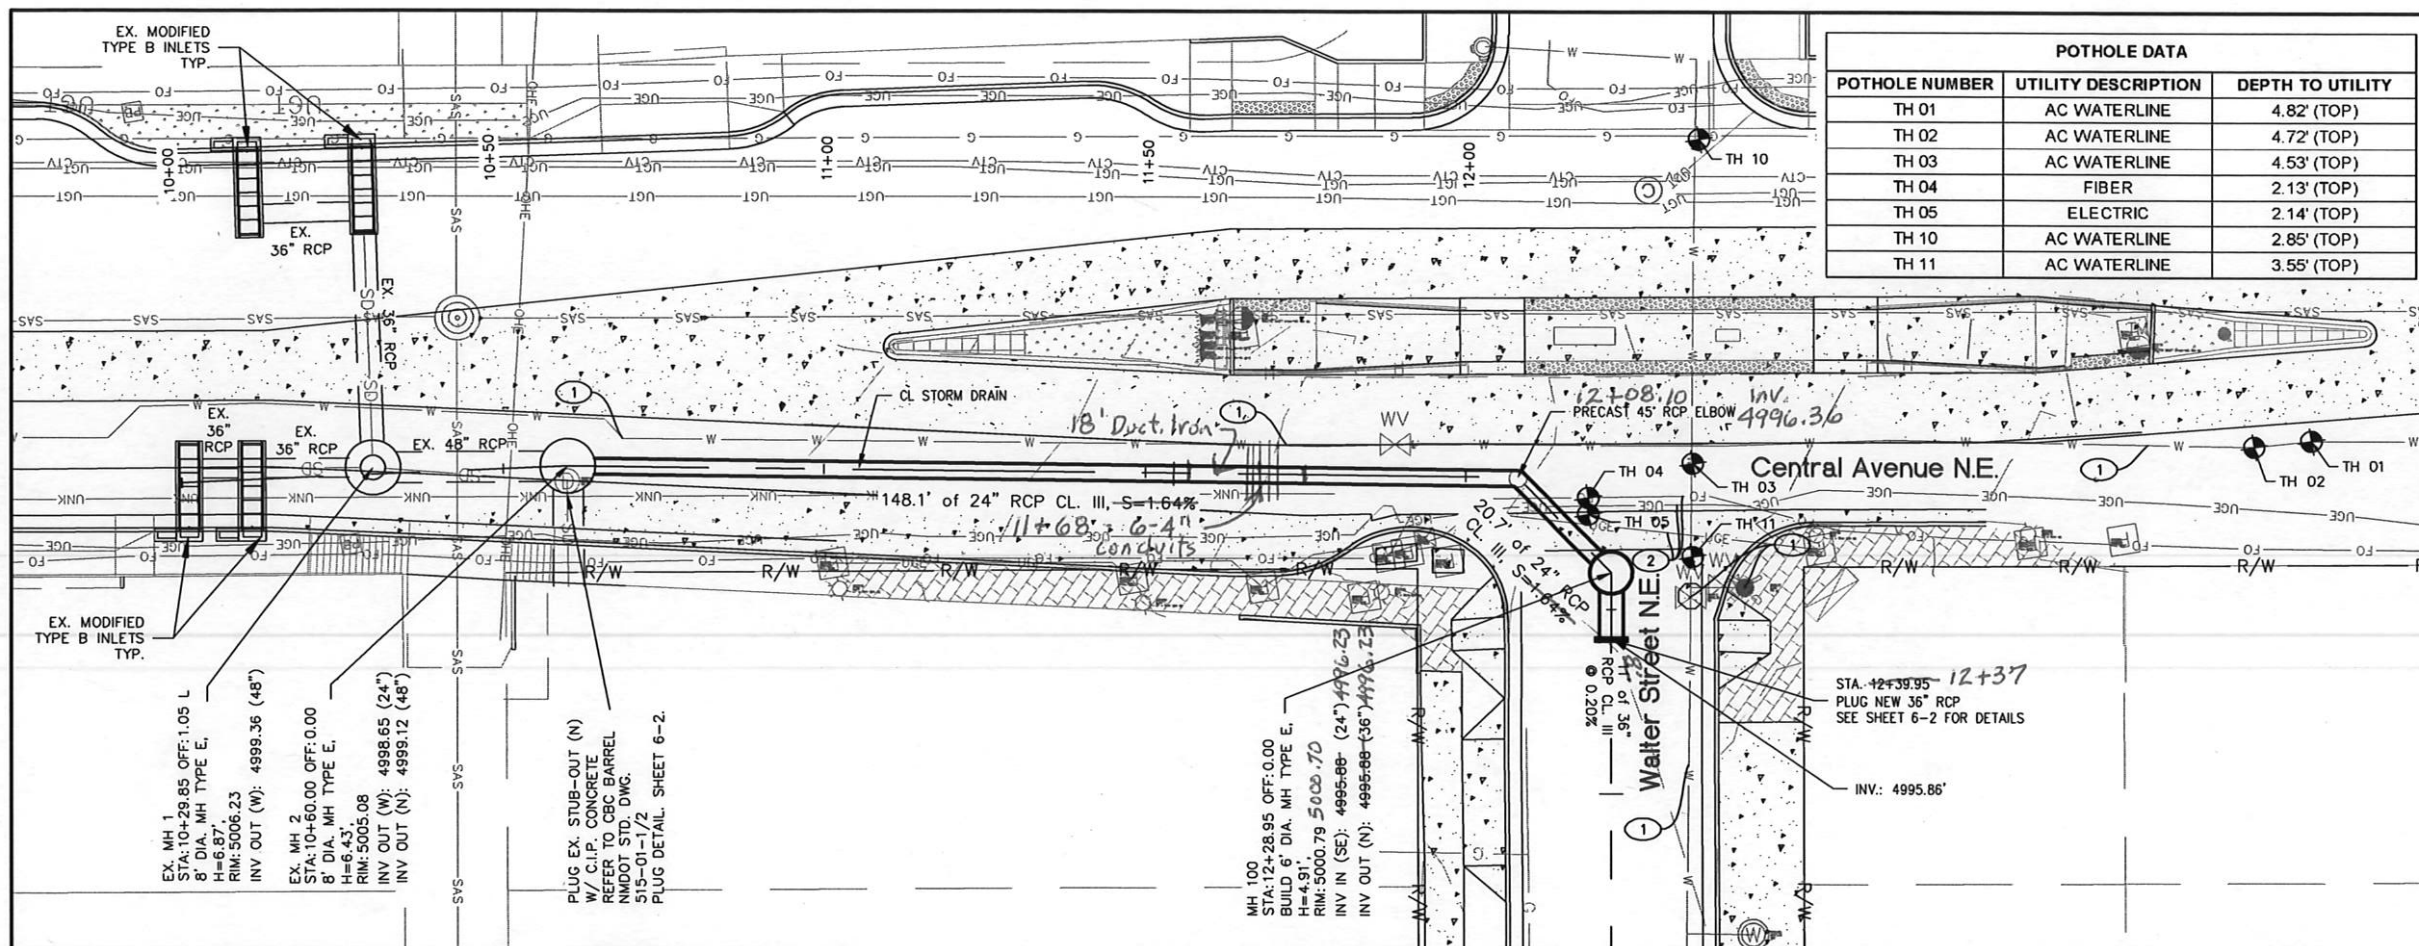 EX. MODIFIED
TYPE B INLETS
TYP.
POTHOLE DATA
POTHOLE NUMBER UTILITY DESCRIPTION DEPTH TO UTILITY
TH 01 AC WATERLINE 4.82' (TOP)
TH 02 AC WATERLINE 4.72' (TOP)
TH 03 AC WATERLINE 4.53' (TOP)
TH 04 FIBER 2.13' (TOP)
TH 05 ELECTRIC 2.14' (TOP)
TH 10 AC WATERLINE 2.85' (TOP)
TH 11 AC WATERLINE 3.55' (TOP)
10+00
10+50
11+00
11+50
12+00
TH 10
EX.
36" RCP
EX. 36" RCP
CL STORM DRAIN
1
1
18' Duct. Iron
12+08.10 Inv.
4996.36
PRECAST 45° RCP ELBOW
WV
EX.
36"
RCP
EX.
36" RCP
EX. 48" RCP
TH 04
TH 03
Central Avenue N.E.
1
TH 02
TH 01
148.1' of 24" RCP CL. III, S=1.64%
11+68 - 6-4"
conduits
TH 05
TH 11
1
2
20.7' of 24" RCP
CL. III, S=1.64%
R/W R/W R/W R/W R/W R/W R/W R/W
EX. MODIFIED
TYPE B INLETS
TYP.
EX. MH 1
STA:10+29.85 OFF:1.05 L
8' DIA. MH TYPE E,
H=6.87',
RIM:5006.23
INV OUT (W): 4999.36 (48")
EX. MH 2
STA:10+60.00 OFF:0.00
8' DIA. MH TYPE E,
H=6.43',
RIM:5005.08
INV OUT (W): 4998.65 (24")
INV OUT (N): 4999.12 (48")
PLUG EX. STUB-OUT (N)
W/ C.I.P. CONCRETE
REFER TO CBC BARREL
NMDOT STD. DWG.
515-01-1/2
PLUG DETAIL. SHEET 6-2.
MH 100
STA:12+28.95 OFF:0.00
BUILD 6' DIA. MH TYPE E,
H=4.91',
RIM:5000.79 5000.70
INV IN (SE): 4995.88 (24") 4996.23
INV OUT (N): 4995.88 (36") 4996.23
11' of 36"
RCP CL. III
@ 0.20%
Walter Street N.E.
STA. 12+39.95 12+37
PLUG NEW 36" RCP
SEE SHEET 6-2 FOR DETAILS
INV.: 4995.86'
1